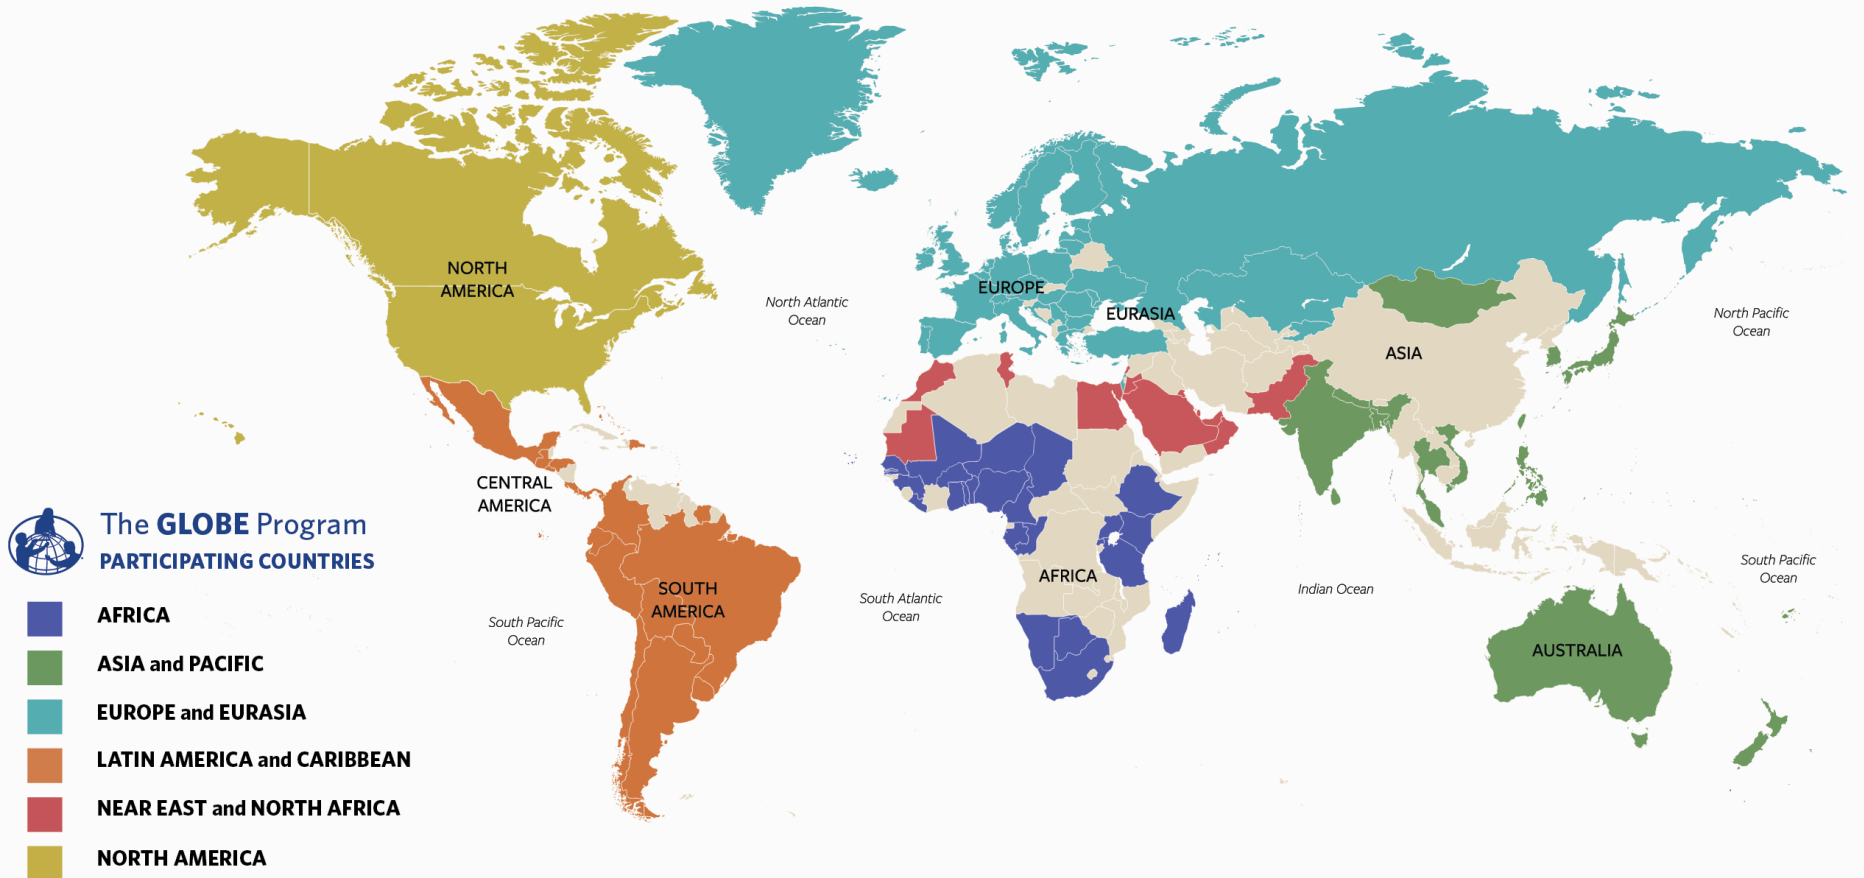 NORTH
AMERICA
North Atlantic
Ocean
EUROPE
EURASIA
ASIA
North Pacific
Ocean
CENTRAL
AMERICA
The GLOBE Program
PARTICIPATING COUNTRIES
AFRICA
SOUTH
AMERICA
South Atlantic
Ocean
Indian Ocean
South Pacific
Ocean
South Pacific
Ocean
AUSTRALIA
AFRICA
ASIA and PACIFIC
EUROPE and EURASIA
LATIN AMERICA and CARIBBEAN
NEAR EAST and NORTH AFRICA
NORTH AMERICA